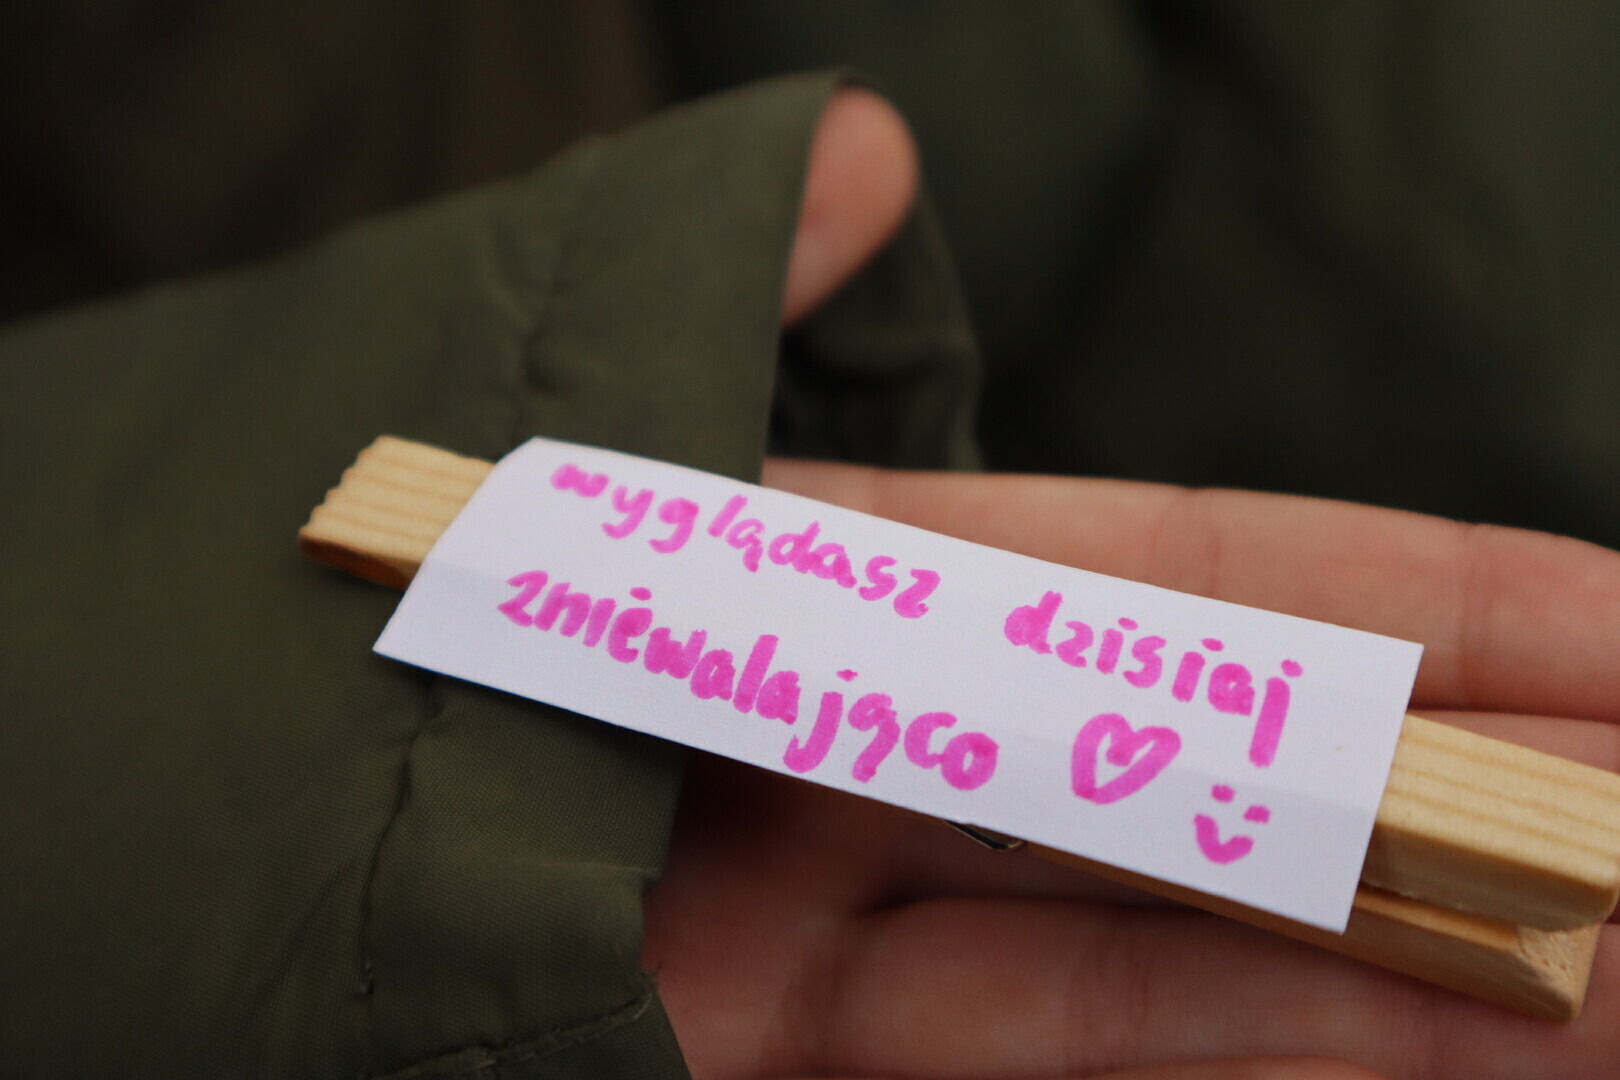 wyglądasz dzisiaj
zniewalająco ♡ :)